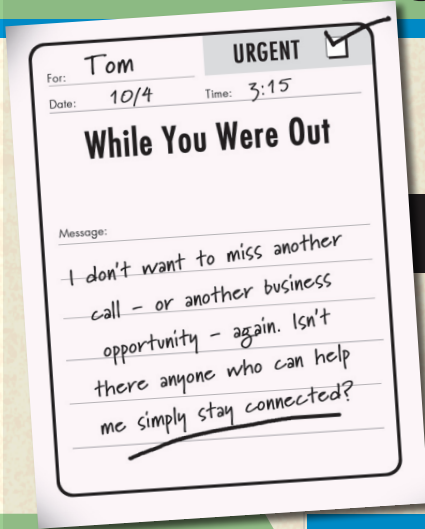 For: Tom
URGENT
Date: 10/4 Time: 3:15
While You Were Out
Message:
I don't want to miss another
call – or another business
opportunity – again. Isn't
there anyone who can help
me simply stay connected?